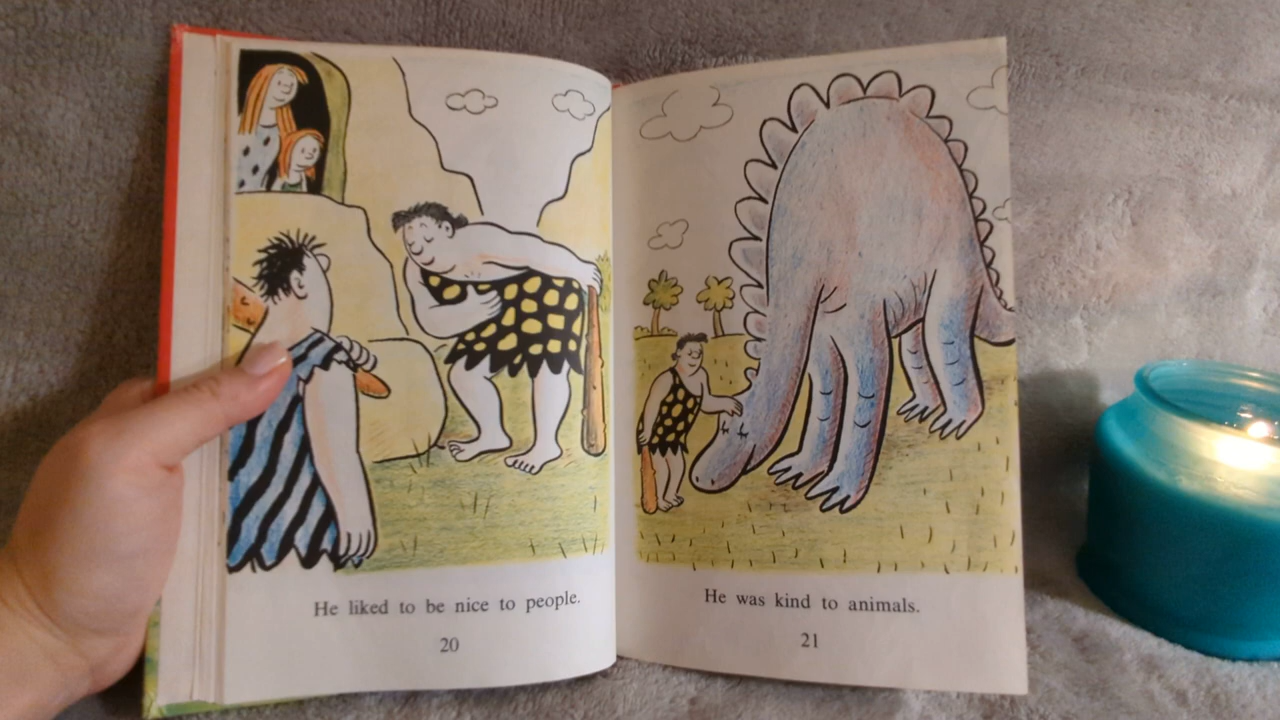 He liked to be nice to people.
20
He was kind to animals.
21